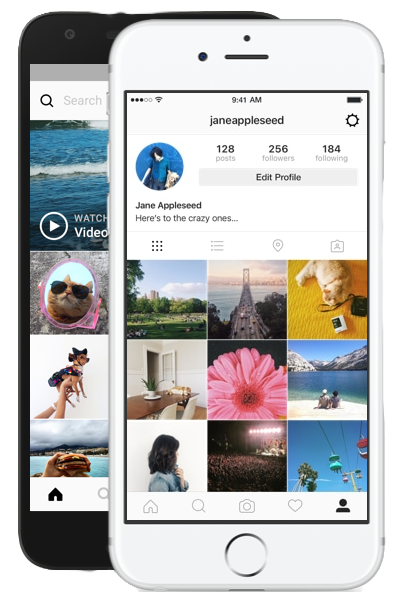 Search
WATCH
Video
9:41 AM
janeappleseed
128 256 184
posts followers following
Edit Profile
Jane Appleseed
Here's to the crazy ones...